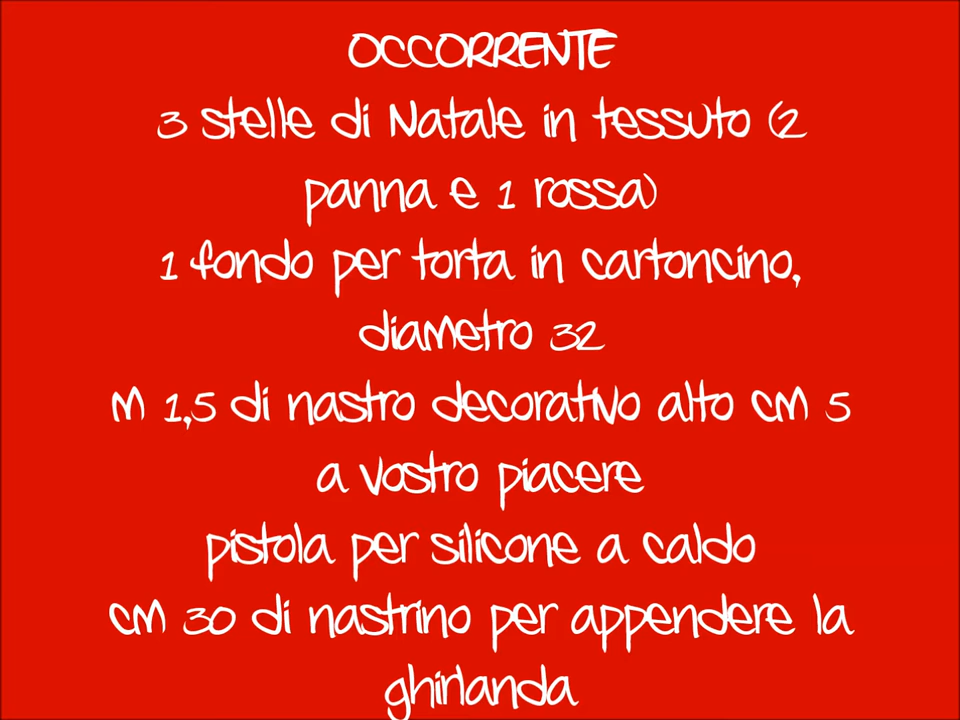 OCCORRENTE
3 stelle di Natale in tessuto (2
panna e 1 rossa)
1 fondo per torta in cartoncino,
diametro 32
m 1,5 di nastro decorativo alto cm 5
a vostro piacere
pistola per silicone a caldo
cm 30 di nastrino per appendere la
ghirlanda